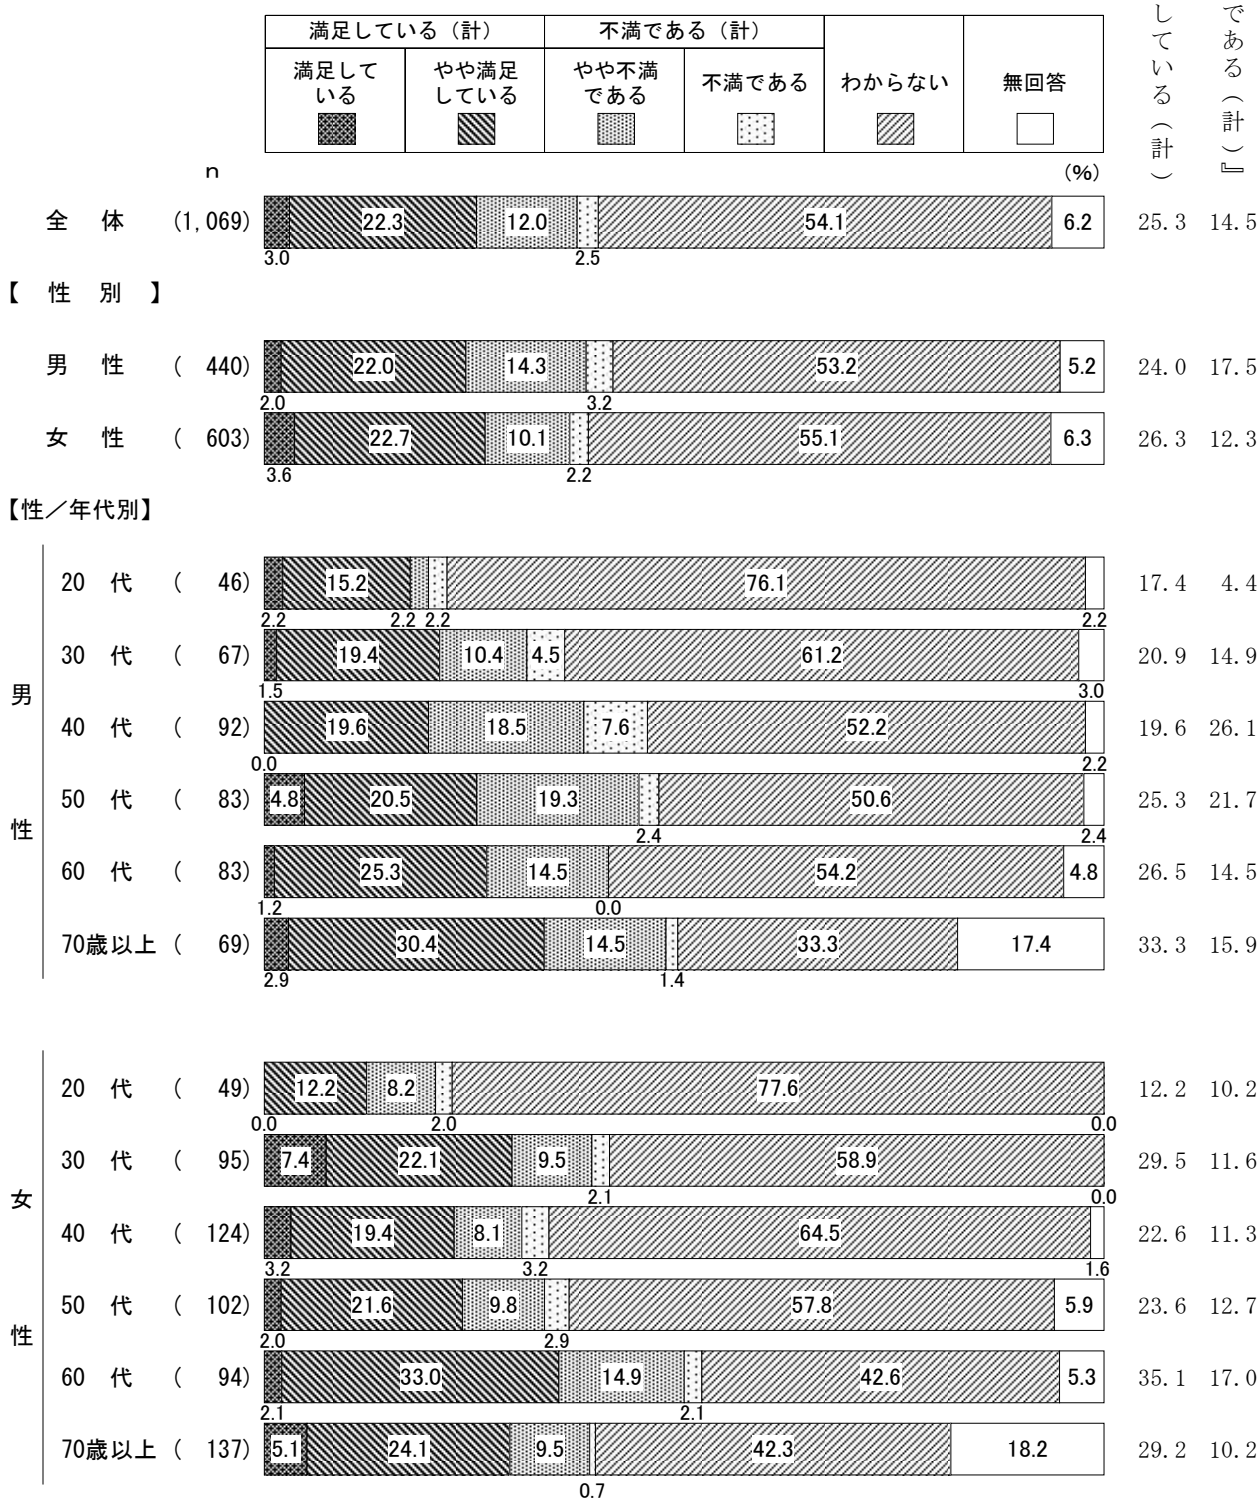 満足している（計） 不満である（計）
満足して
いる
やや満足
している
やや不満
である
不満である
わからない
無回答
している（計）
である（計）』
n (%)
全 体 (1,069) 3.0 22.3 12.0 2.5 54.1 6.2 25.3 14.5
【 性 別 】
男 性 ( 440) 2.0 22.0 14.3 3.2 53.2 5.2 24.0 17.5
女 性 ( 603) 3.6 22.7 10.1 2.2 55.1 6.3 26.3 12.3
【性／年代別】
男性
20 代 ( 46) 2.2 15.2 2.2 2.2 76.1 2.2 17.4 4.4
30 代 ( 67) 1.5 19.4 10.4 4.5 61.2 3.0 20.9 14.9
40 代 ( 92) 0.0 19.6 18.5 7.6 52.2 2.2 19.6 26.1
50 代 ( 83) 4.8 20.5 19.3 2.4 50.6 2.4 25.3 21.7
60 代 ( 83) 1.2 25.3 14.5 0.0 54.2 4.8 26.5 14.5
70歳以上 ( 69) 2.9 30.4 14.5 1.4 33.3 17.4 33.3 15.9
女性
20 代 ( 49) 0.0 12.2 8.2 2.0 77.6 0.0 12.2 10.2
30 代 ( 95) 7.4 22.1 9.5 2.1 58.9 0.0 29.5 11.6
40 代 ( 124) 3.2 19.4 8.1 3.2 64.5 1.6 22.6 11.3
50 代 ( 102) 2.0 21.6 9.8 2.9 57.8 5.9 23.6 12.7
60 代 ( 94) 2.1 33.0 14.9 2.1 42.6 5.3 35.1 17.0
70歳以上 ( 137) 5.1 24.1 9.5 0.7 42.3 18.2 29.2 10.2